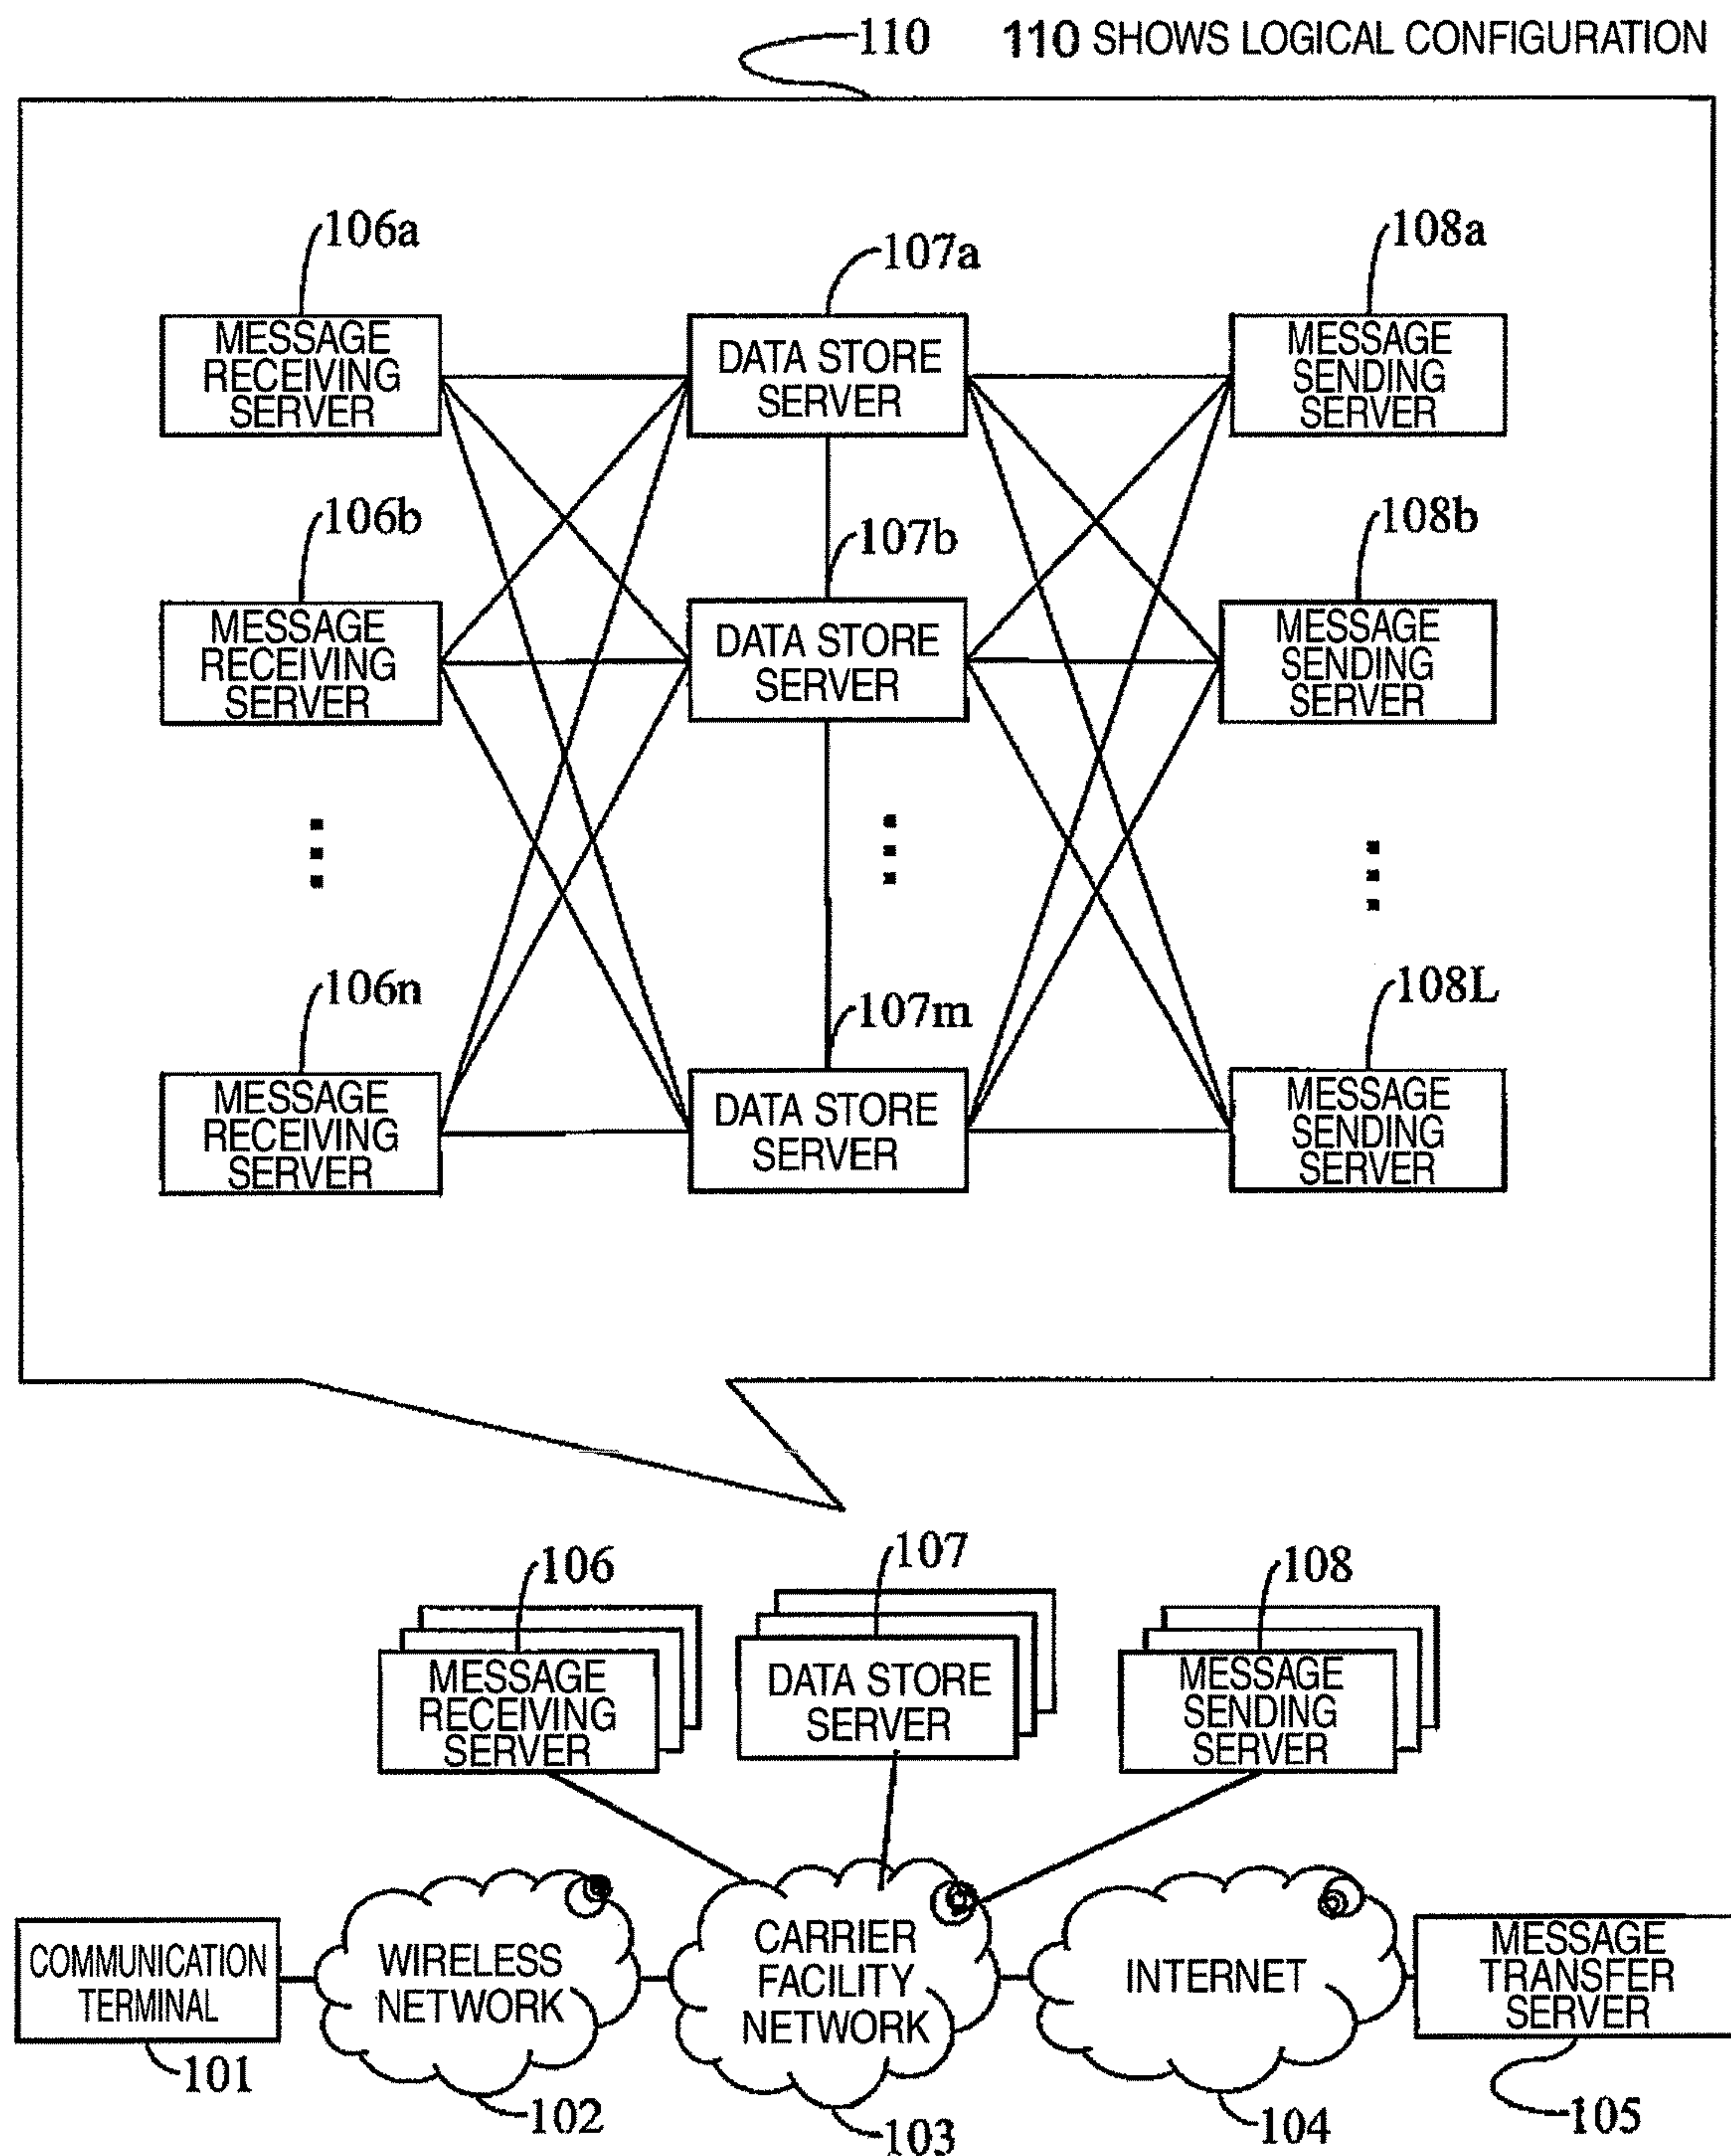 110 110 SHOWS LOGICAL CONFIGURATION
106a 107a 108a
MESSAGE
RECEIVING
SERVER
DATA STORE
SERVER
MESSAGE
SENDING
SERVER
106b 107b 108b
MESSAGE
RECEIVING
SERVER
DATA STORE
SERVER
MESSAGE
SENDING
SERVER
106n 107m 108L
MESSAGE
RECEIVING
SERVER
DATA STORE
SERVER
MESSAGE
SENDING
SERVER
106 107 108
MESSAGE
RECEIVING
SERVER
DATA STORE
SERVER
MESSAGE
SENDING
SERVER
COMMUNICATION
TERMINAL
WIRELESS
NETWORK
CARRIER
FACILITY
NETWORK
INTERNET
MESSAGE
TRANSFER
SERVER
101 102 103 104 105